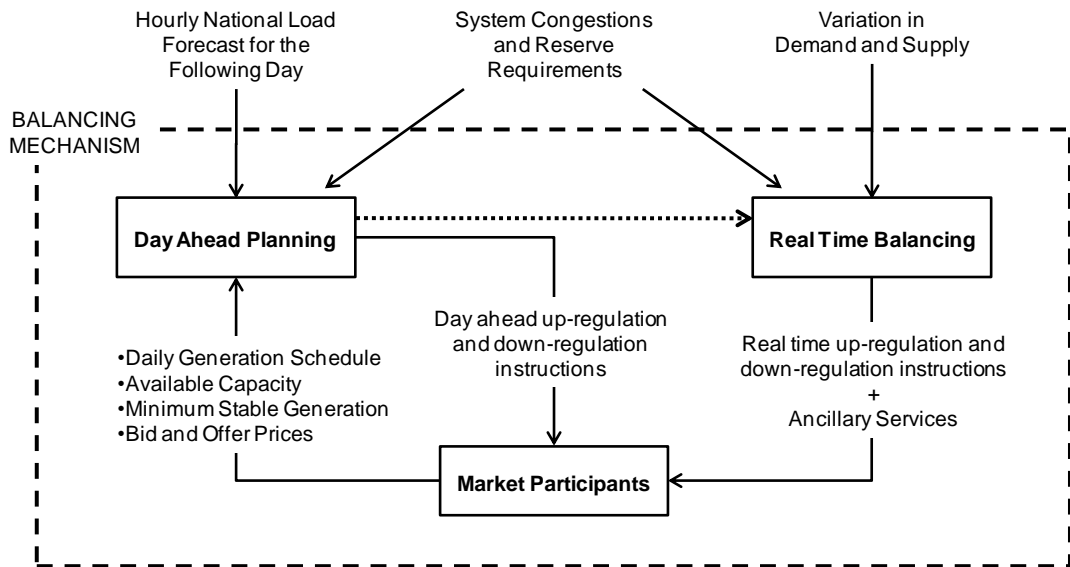 Hourly National Load
Forecast for the
Following Day
System Congestions
and Reserve
Requirements
Variation in
Demand and Supply
BALANCING
MECHANISM
Day Ahead Planning
Real Time Balancing
Day ahead up-regulation
and down-regulation
instructions
Real time up-regulation and
down-regulation instructions
+
Ancillary Services
•Daily Generation Schedule
•Available Capacity
•Minimum Stable Generation
•Bid and Offer Prices
Market Participants